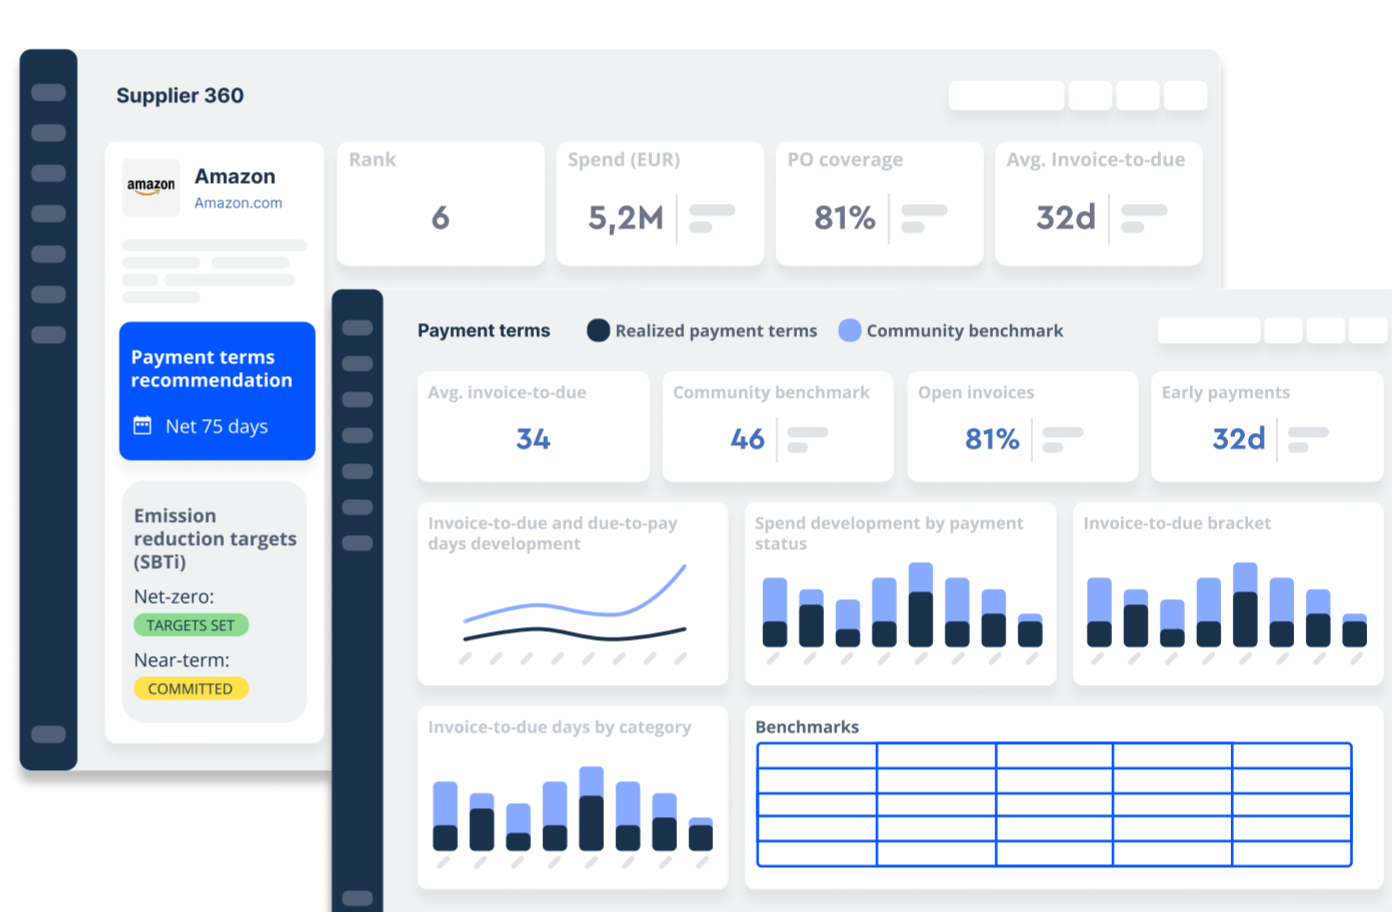 Supplier 360
amazon
Amazon
Amazon.com
Rank
6
Spend (EUR)
5,2M
PO coverage
81%
Avg. Invoice-to-due
32d
Payment terms
recommendation
Net 75 days
Emission
reduction targets
(SBTi)
Net-zero:
TARGETS SET
Near-term:
COMMITTED
Payment terms
Realized payment terms
Community benchmark
Avg. invoice-to-due
34
Community benchmark
46
Open invoices
81%
Early payments
32d
Invoice-to-due and due-to-pay
days development
Spend development by payment
status
Invoice-to-due bracket
Invoice-to-due days by category
Benchmarks